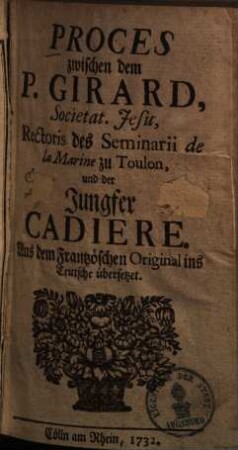 PROCES
zwischen dem
P. GIRARD,
Societat. Jesu,
Rectoris des Seminarii de
la Marine zu Toulon,
und der
Jungfer
CADIERE.
Aus dem Frantzöschen Original ins
Teutsche übersetzet.
Cöln am Rhein, 1732.